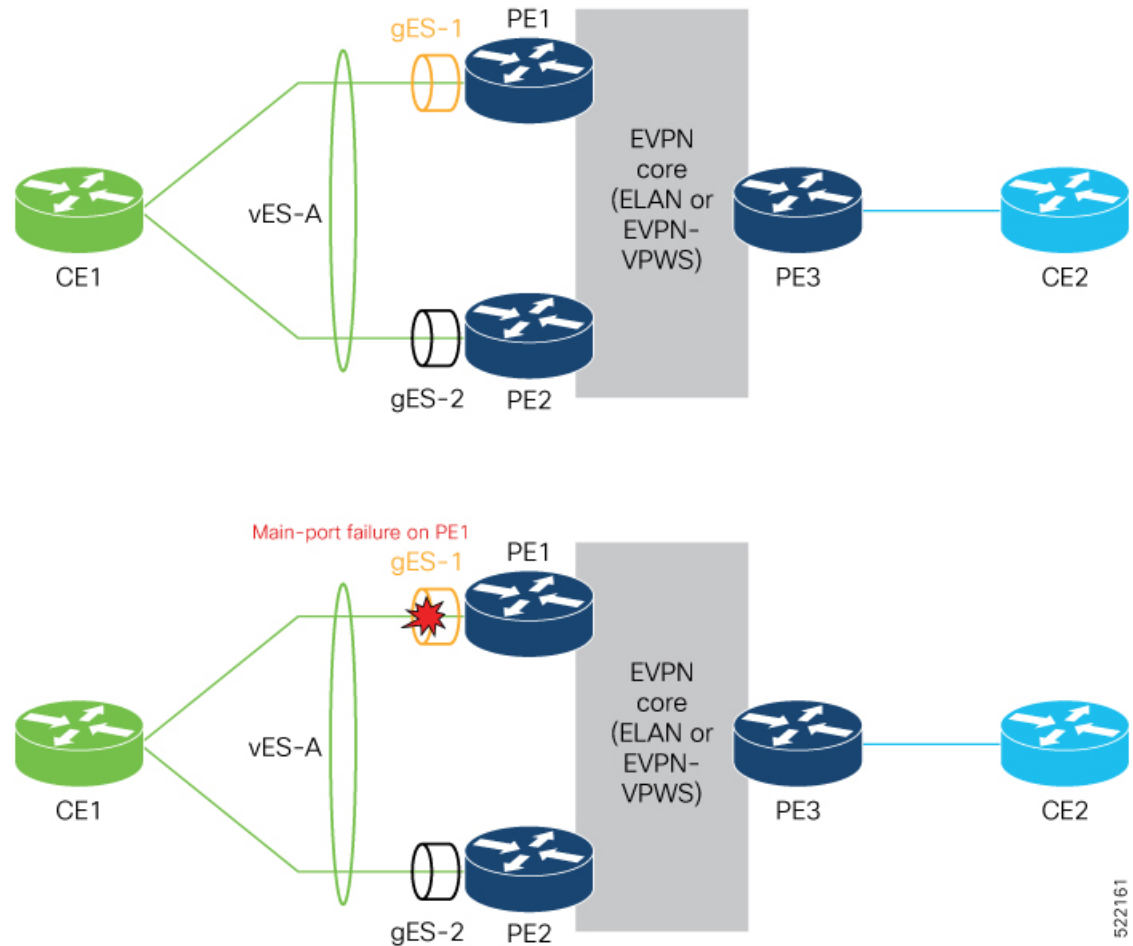 gES-1
PE1
EVPN
core
(ELAN or
EVPN-
VPWS)
vES-A
CE1
PE3
CE2
gES-2
PE2
Main-port failure on PE1
gES-1
PE1
EVPN
core
(ELAN or
EVPN-
VPWS)
vES-A
CE1
PE3
CE2
gES-2
PE2
522161